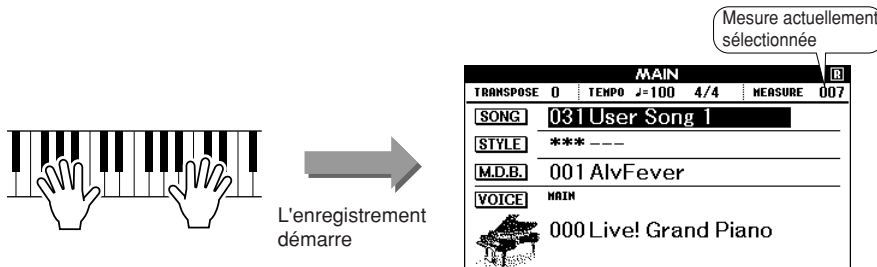 Mesure actuellement
sélectionnée
MAIN R
TRANSPOSE 0 TEMPO ♩=100 4/4 MEASURE 007
SONG 031 User Song 1
STYLE *** ---
M.D.B. 001 AlvFever
VOICE MAIN
000 Live! Grand Piano
L'enregistrement
démarre